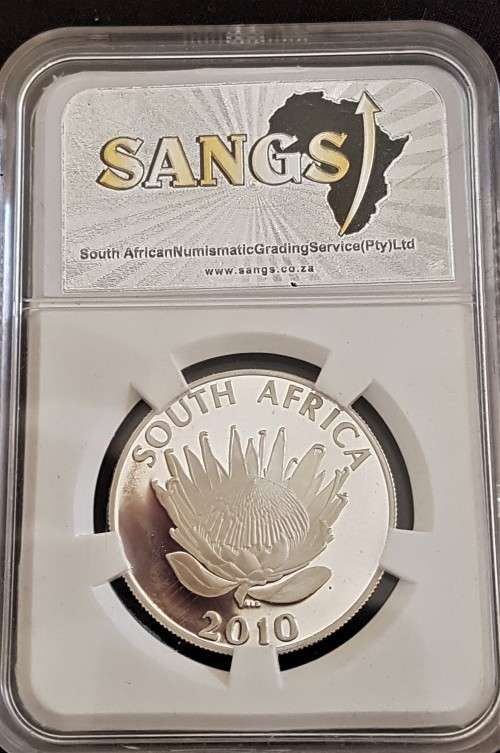 SANGS
South AfricanNumismaticGradingService(Pty)Ltd
www.sangs.co.za
SOUTH AFRICA
2010